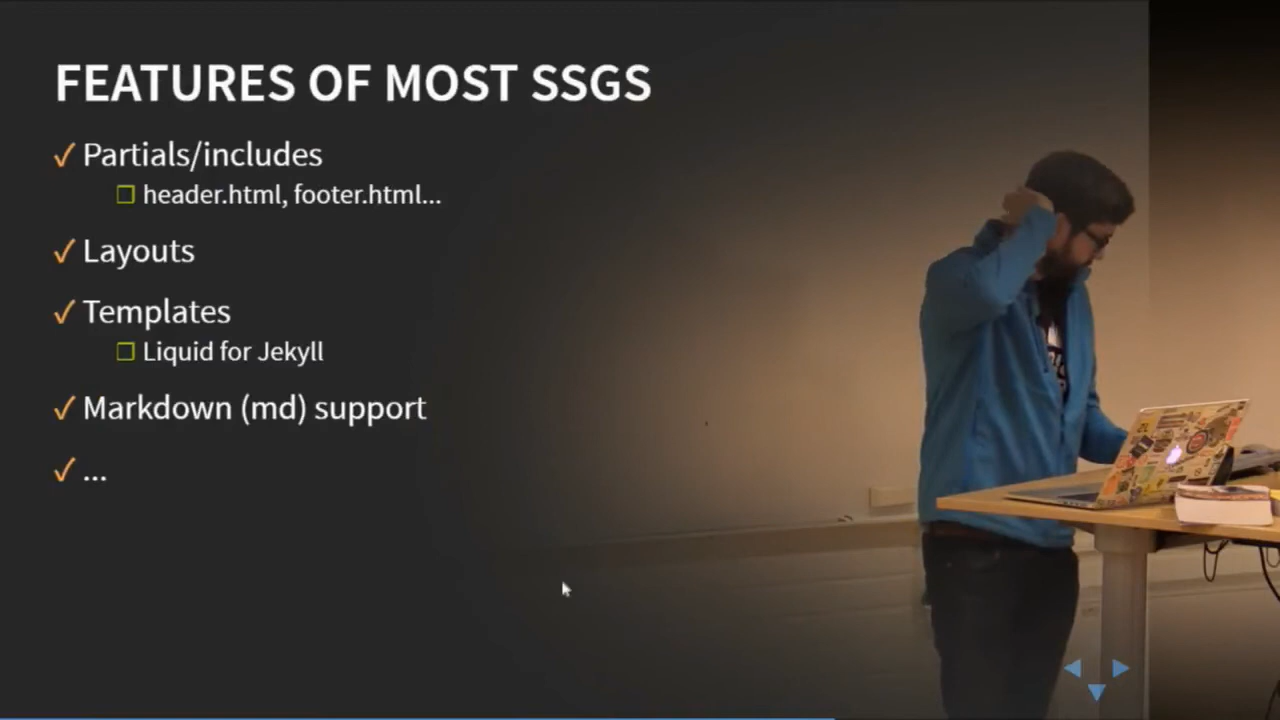 FEATURES OF MOST SSGS
✓ Partials/includes
❒ header.html, footer.html...
✓ Layouts
✓ Templates
❒ Liquid for Jekyll
✓ Markdown (md) support
✓ ...